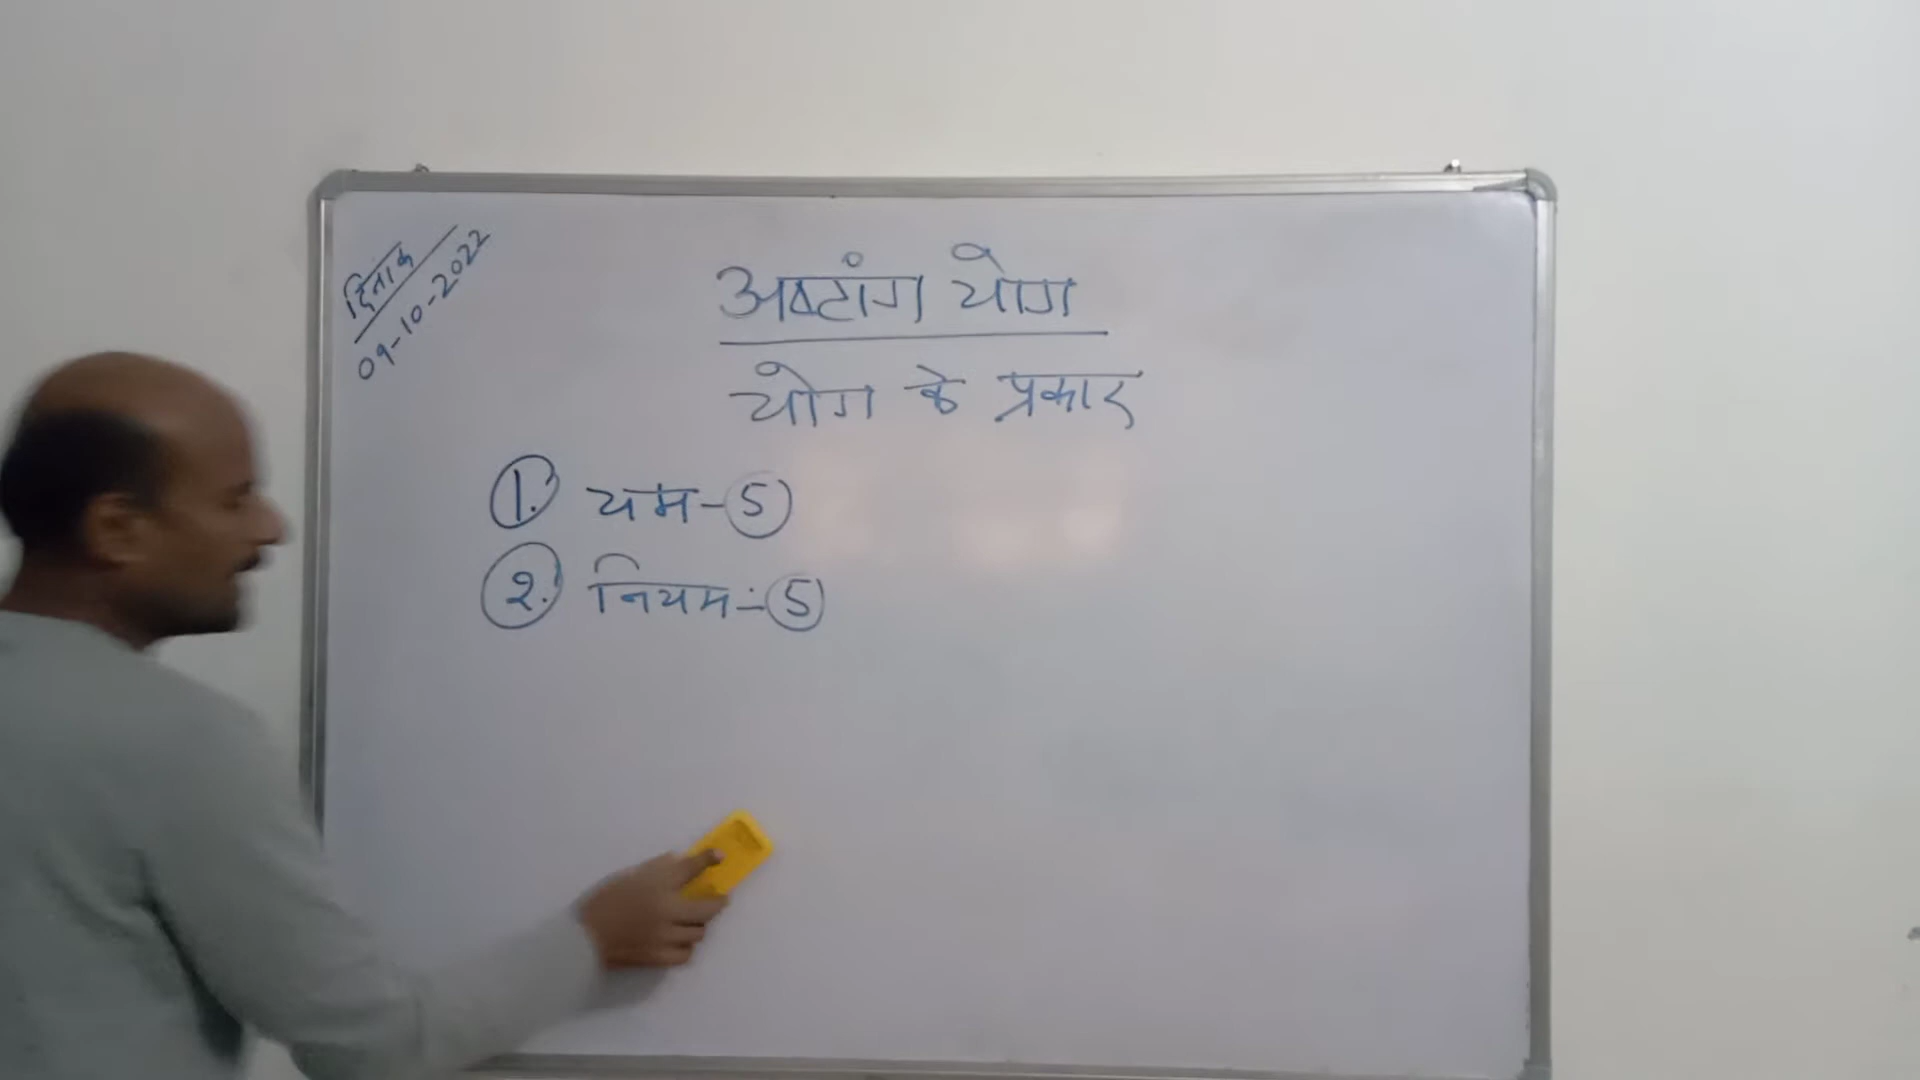 दिनांक
09-10-2022
अष्टांग योग
योग के प्रकार
1. यम-5
2. नियम:-5